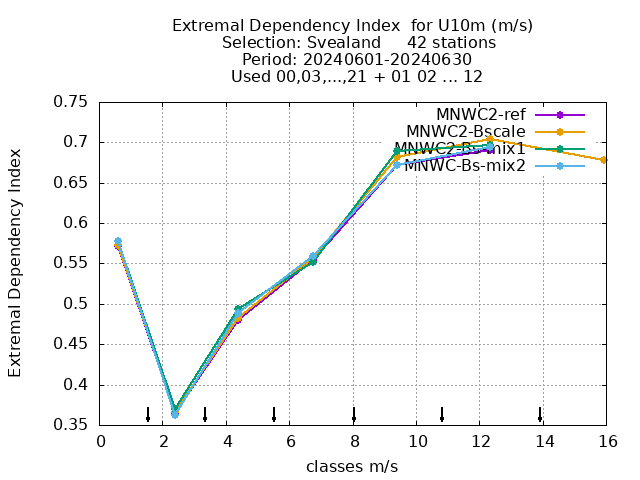 Extremal Dependency Index  for U10m (m/s)
Selection: Svealand     42 stations
Period: 20240601-20240630
Used 00,03,...,21 + 01 02 ... 12
MNWC2-ref
MNWC2-Bscale
MNWC2-Bs-mix1
MNWC-Bs-mix2
Extremal Dependency Index
0.75
0.7
0.65
0.6
0.55
0.5
0.45
0.4
0.35
0 2 4 6 8 10 12 14 16
classes m/s